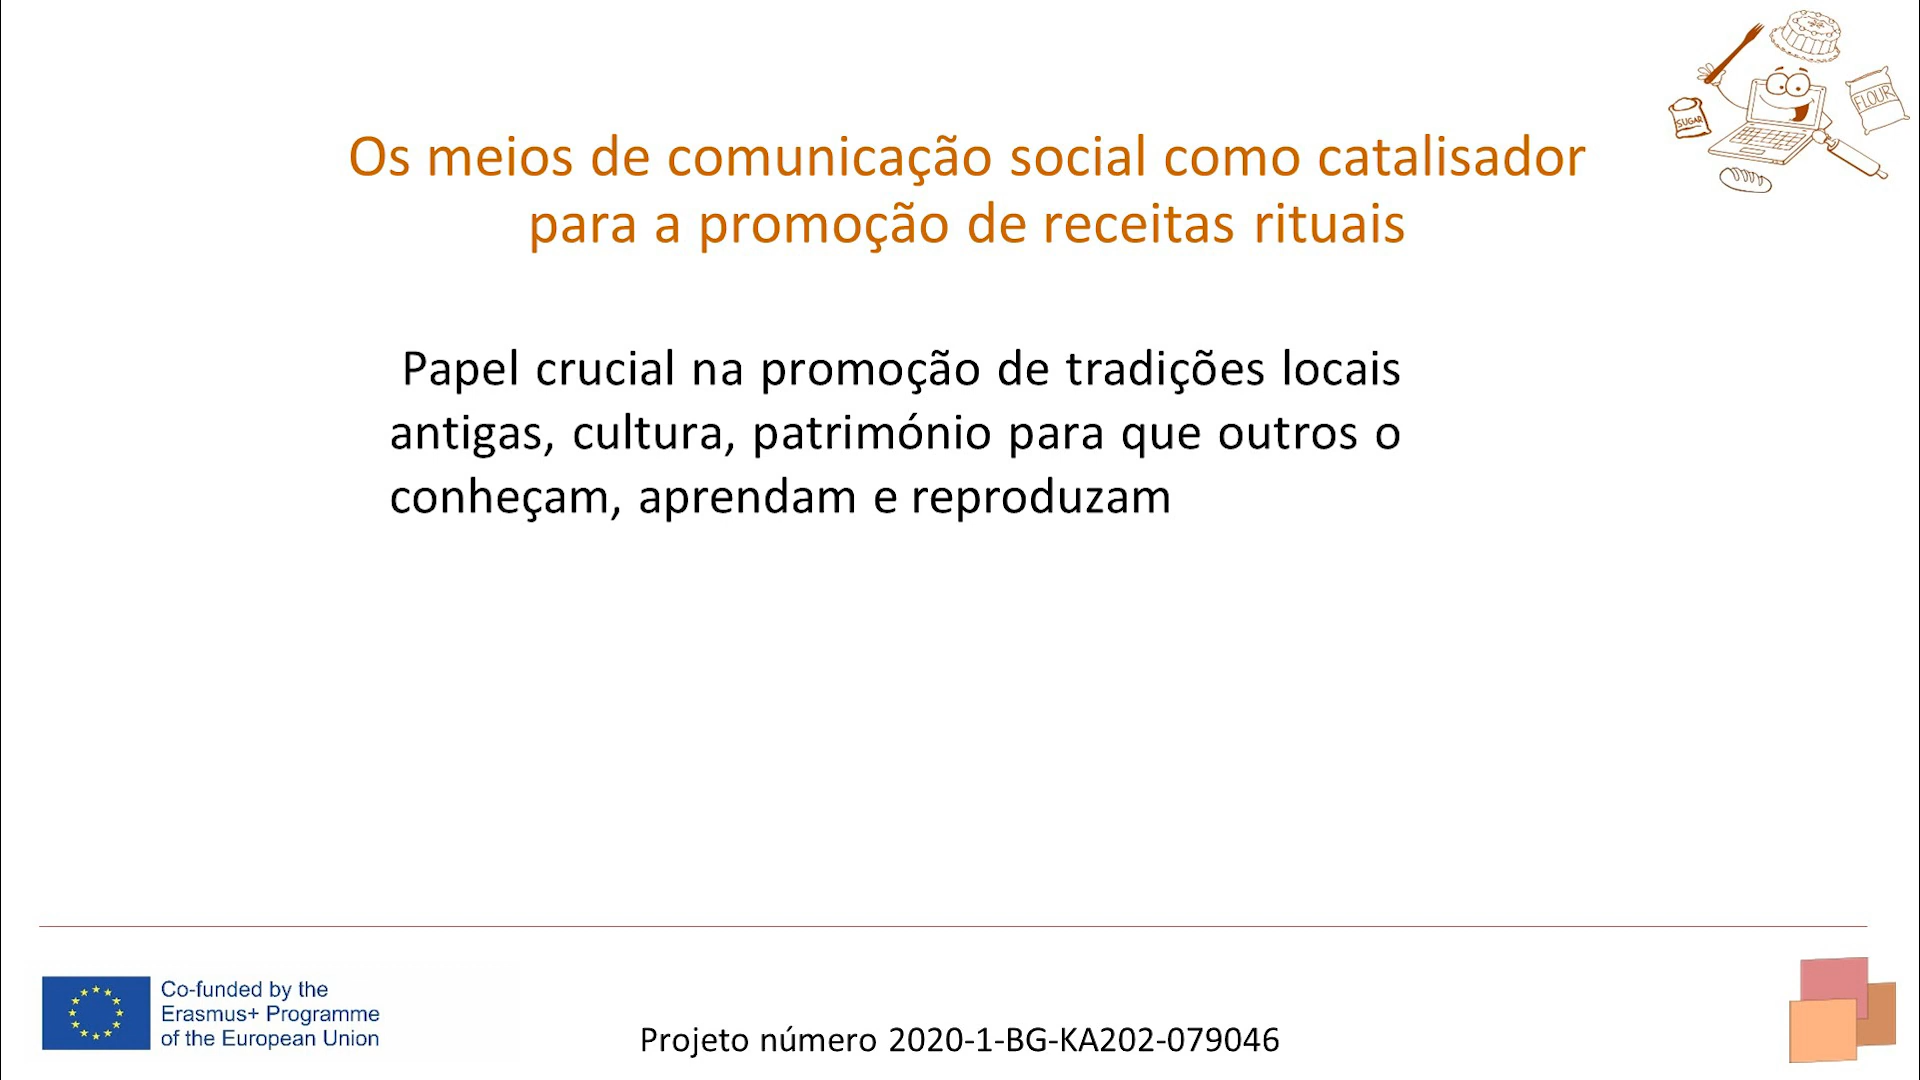 SUGAR
FLOUR
Os meios de comunicação social como catalisador
para a promoção de receitas rituais
Papel crucial na promoção de tradições locais
antigas, cultura, património para que outros o
conheçam, aprendam e reproduzam
Co-funded by the
Erasmus+ Programme
of the European Union
Projeto número 2020-1-BG-KA202-079046